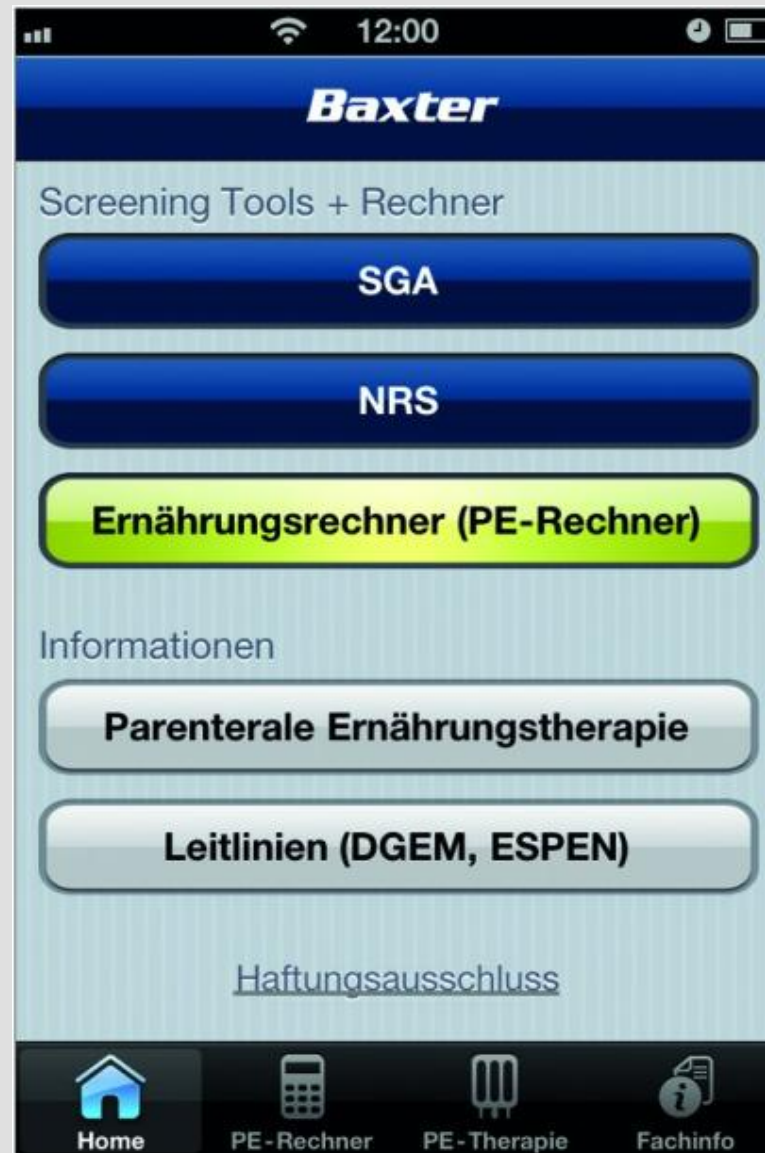 12:00
Baxter
Screening Tools + Rechner
SGA
NRS
Ernährungsrechner (PE-Rechner)
Informationen
Parenterale Ernährungstherapie
Leitlinien (DGEM, ESPEN)
Haftungsausschluss
Home PE-Rechner PE-Therapie Fachinfo